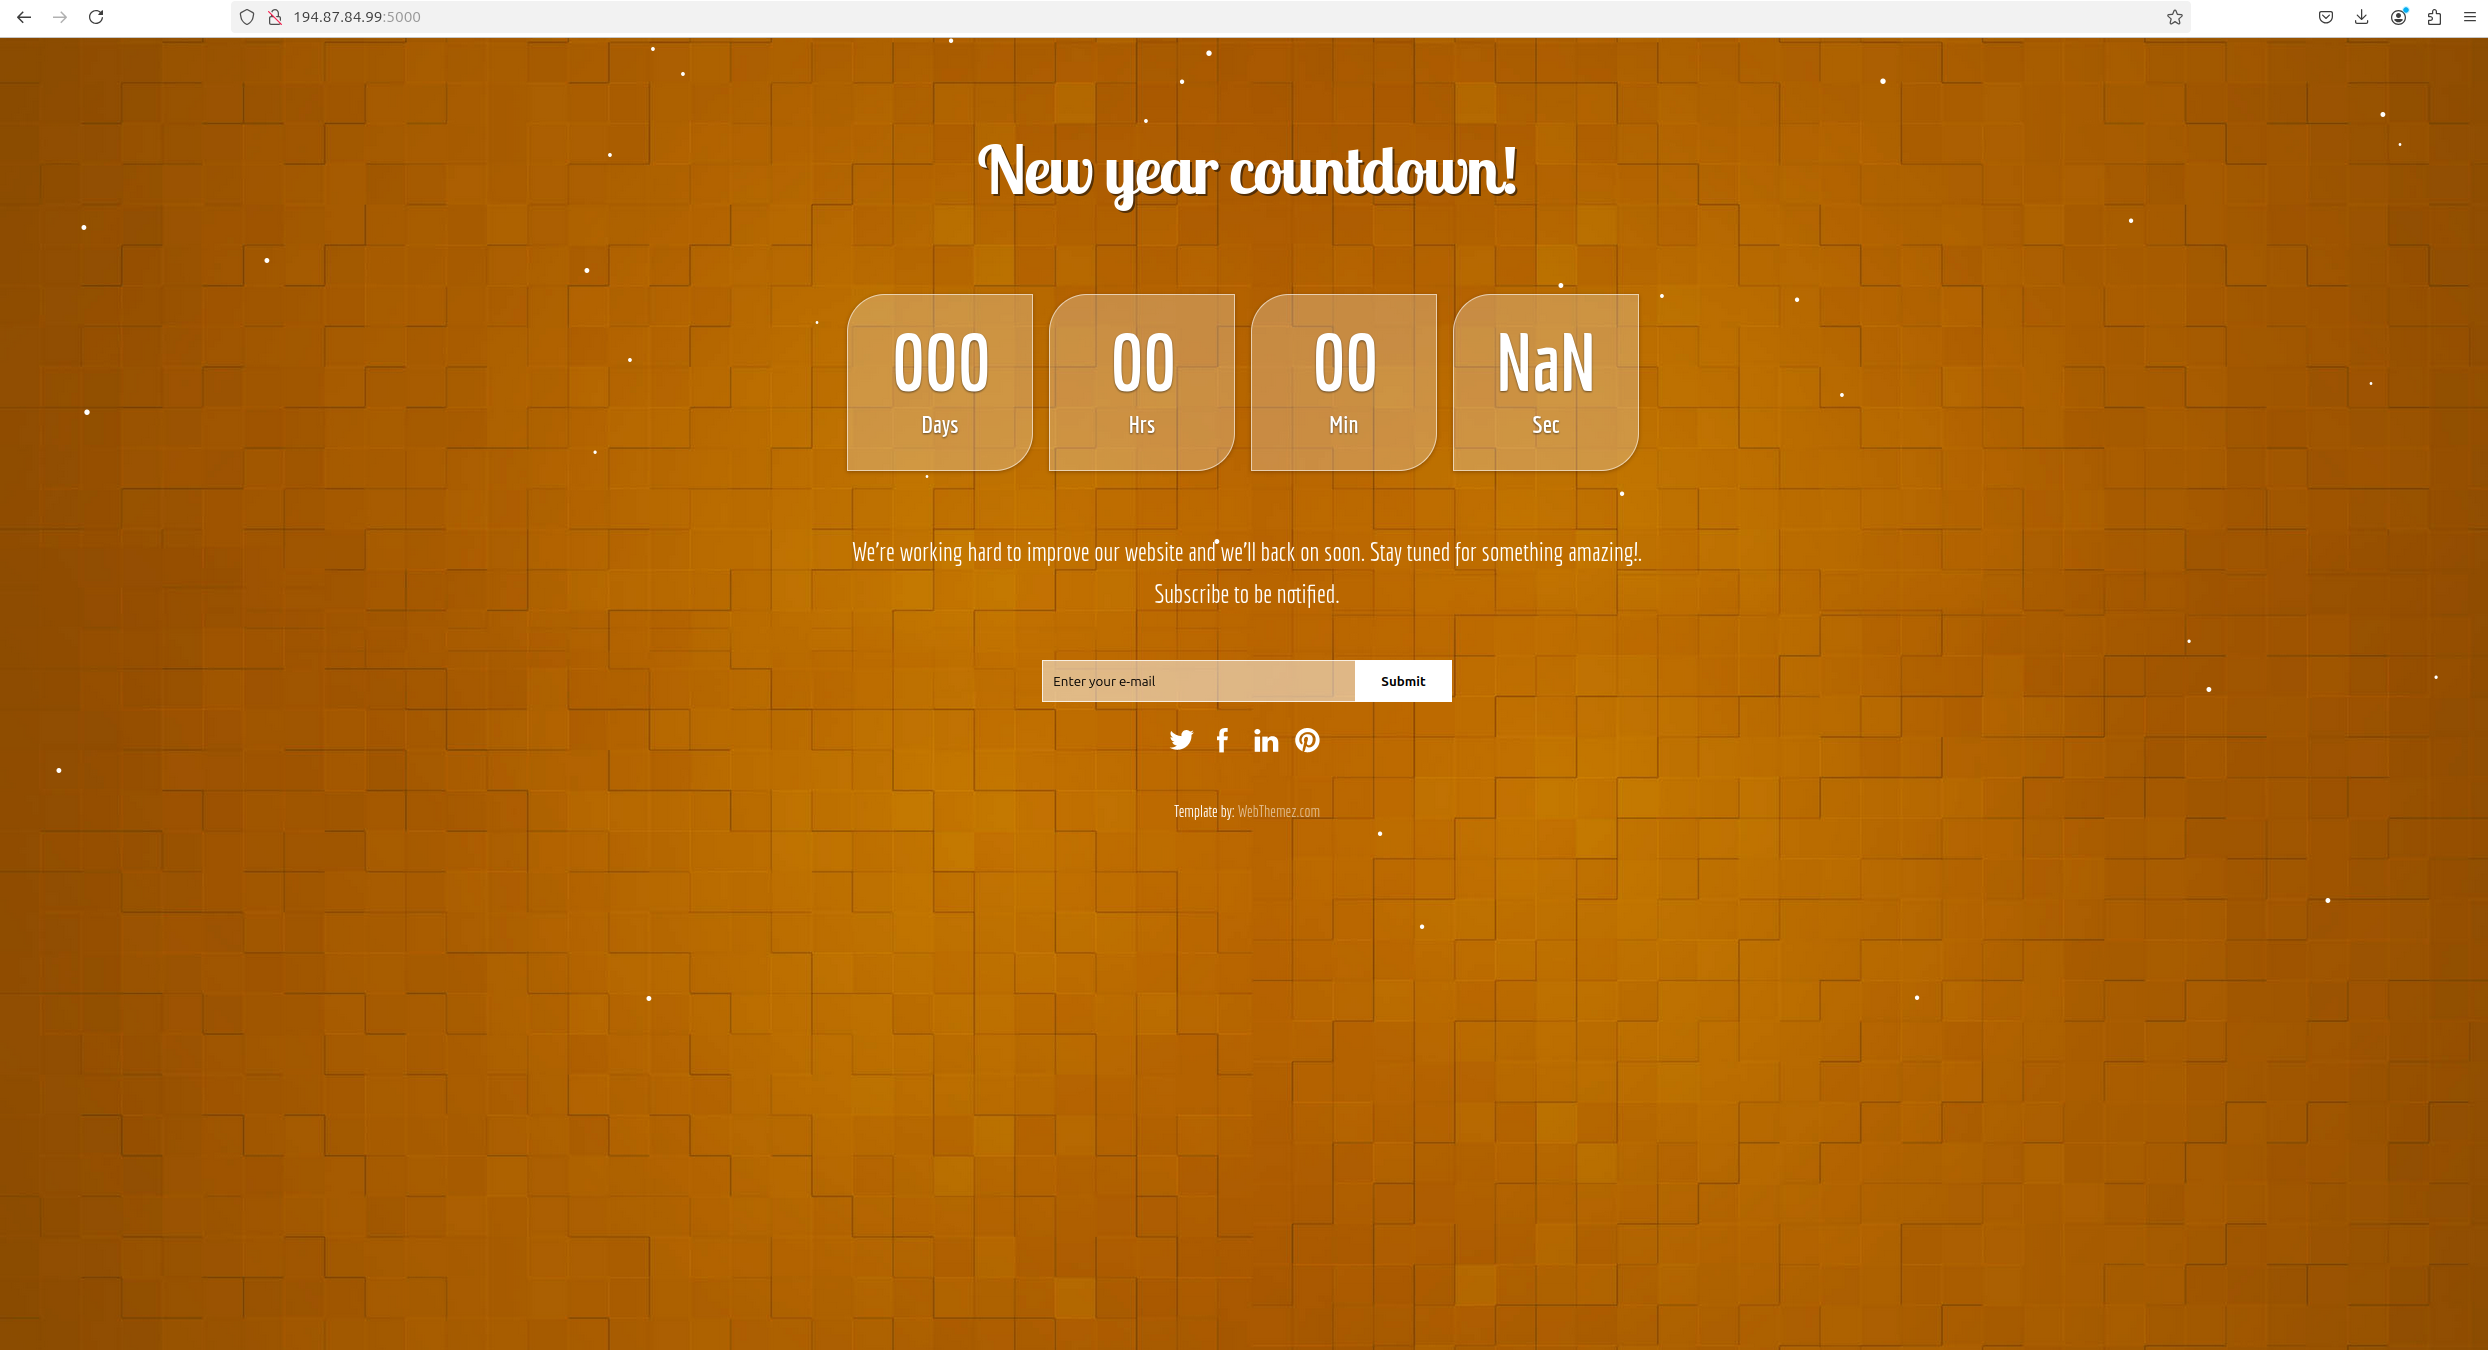 194.87.84.99:5000
New year countdown!
000 00 00 NaN
Days Hrs Min Sec
We're working hard to improve our website and we'll back on soon. Stay tuned for something amazing!.
Subscribe to be notified.
Enter your e-mail Submit
Template by: WebThemez.com